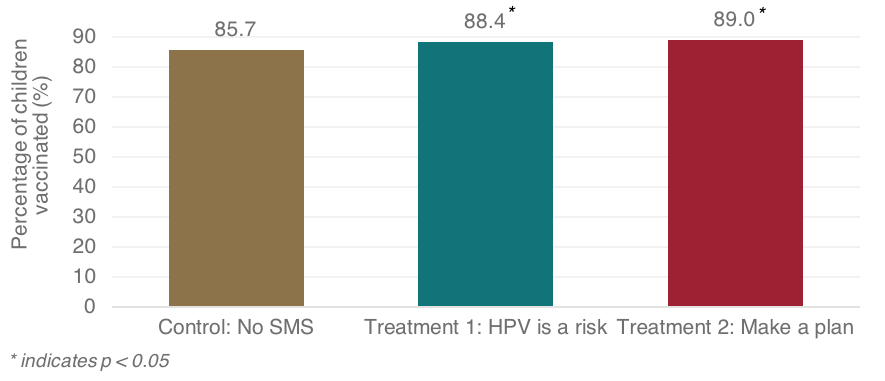 85.7
88.4*
89.0*
Percentage of children
vaccinated (%)
90
80
70
60
50
40
30
20
10
0
Control: No SMS
Treatment 1: HPV is a risk
Treatment 2: Make a plan
* indicates p < 0.05